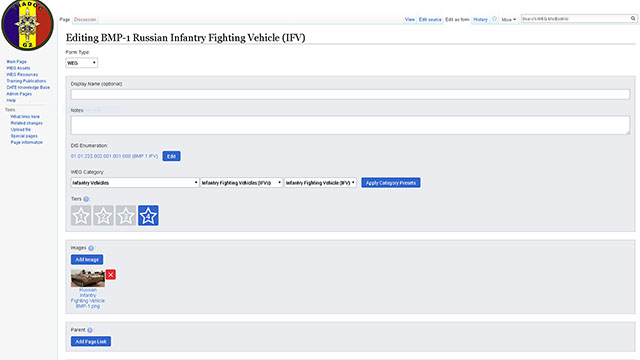 TRADOC
G2
Page Discussion
View Edit source Edit as form History More
Search WEG MediaWiki
Editing BMP-1 Russian Infantry Fighting Vehicle (IFV)
Main Page
WEG Assets
WEG Resources
Training Publications
DATE Knowledge Base
Admin Pages
Help
Tools
What links here
Related changes
Upload file
Special pages
Page information
Form Type:
WEG
Display Name (optional):
Notes:
DIS Enumeration:
01.01.222.002.001.001.000 (BMP 1 IFV) Edit
WEG Category:
Infantry Vehicles Infantry Fighting Vehicles (IFVs) Infantry Fighting Vehicle (IFV) Apply Category Presets
Tiers ?
Images ?
Add Image
Russian
Infantry
Fighting Vehicle
BMP-1.png
Parent ?
Add Page Link